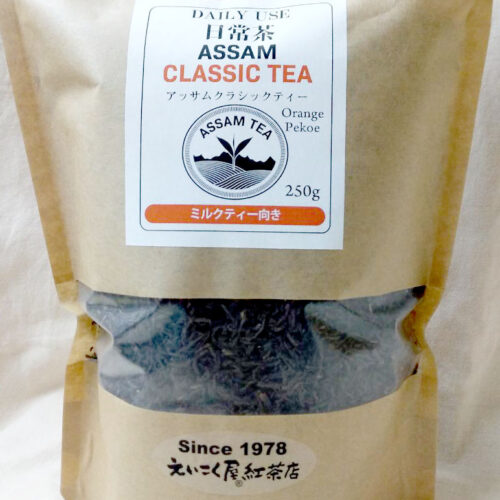 DAILY USE
日常茶
ASSAM
CLASSIC TEA
アッサムクラシックティー
Orange
Pekoe
ASSAM TEA
250g
ミルクティー向き
Since 1978
えいこく屋紅茶店
®